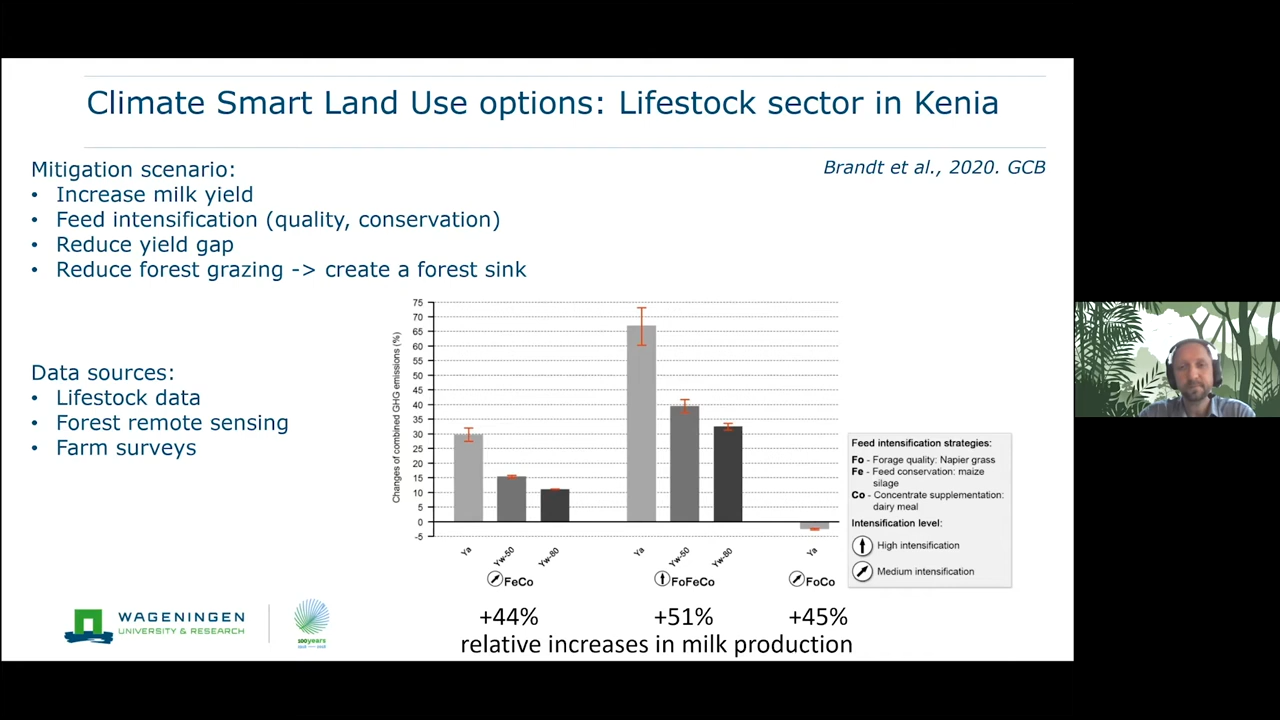 Climate Smart Land Use options: Lifestock sector in Kenia
Mitigation scenario:
• Increase milk yield
• Feed intensification (quality, conservation)
• Reduce yield gap
• Reduce forest grazing -> create a forest sink
Brandt et al., 2020. GCB
Data sources:
• Lifestock data
• Forest remote sensing
• Farm surveys
Changes of combined GHG emissions (%)
75
70
65
60
55
50
45
40
35
30
25
20
15
10
5
0
-5
Ya Yw-50 Yw-80 Ya Yw-50 Yw-80 Ya
FeCo FoFeCo FoCo
Feed intensification strategies:
Fo - Forage quality: Napier grass
Fe - Feed conservation: maize
silage
Co - Concentrate supplementation:
dairy meal
Intensification level:
High intensification
Medium intensification
+44% +51% +45%
relative increases in milk production
WAGENINGEN
UNIVERSITY & RESEARCH
100years